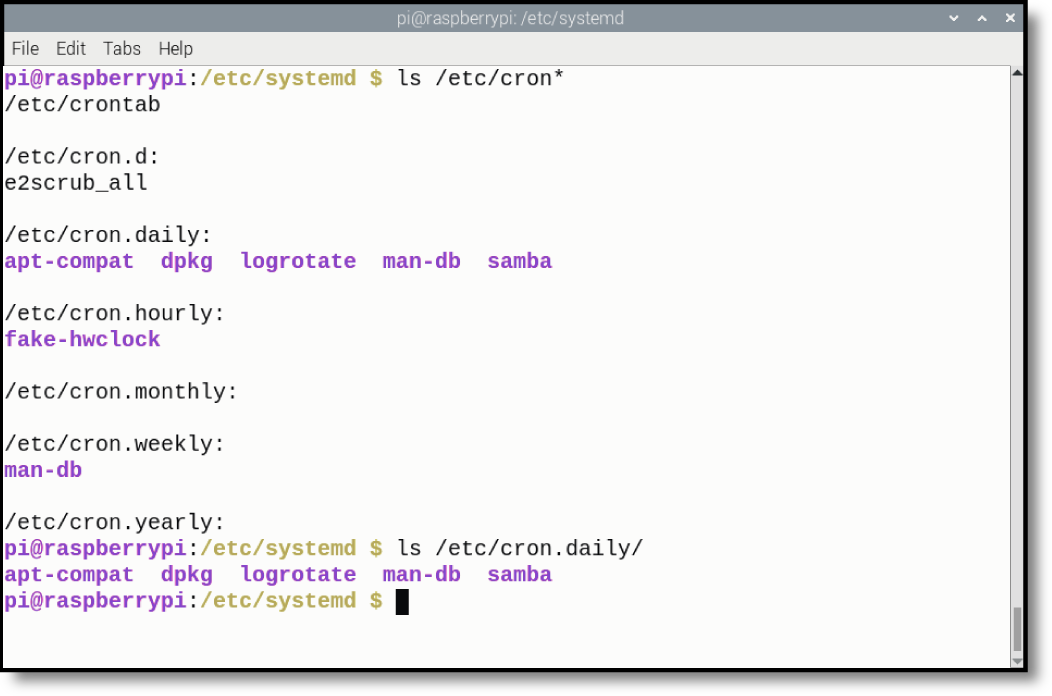 pi@raspberrypi: /etc/systemd
File Edit Tabs Help
pi@raspberrypi:/etc/systemd $ ls /etc/cron*
/etc/crontab
/etc/cron.d:
e2scrub_all
/etc/cron.daily:
apt-compat  dpkg  logrotate  man-db  samba
/etc/cron.hourly:
fake-hwclock
/etc/cron.monthly:
/etc/cron.weekly:
man-db
/etc/cron.yearly:
pi@raspberrypi:/etc/systemd $ ls /etc/cron.daily/
apt-compat  dpkg  logrotate  man-db  samba
pi@raspberrypi:/etc/systemd $